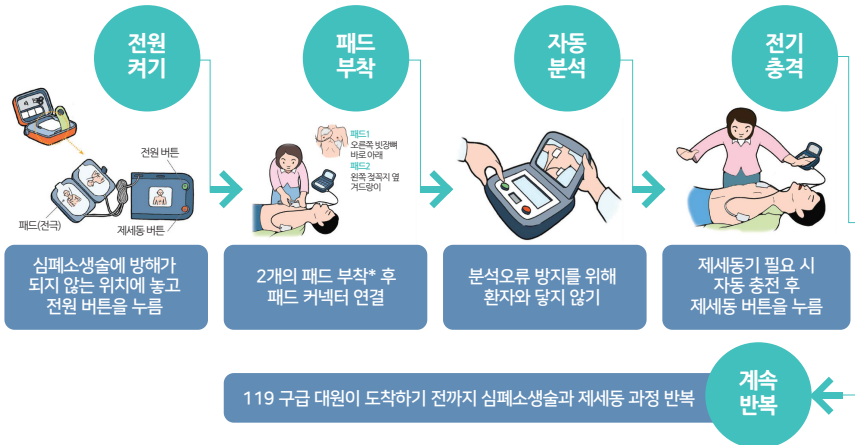 전원
켜기
패드
부착
자동
분석
전기
충격
전원 버튼
패드(전극)
제세동 버튼
패드1
오른쪽 빗장뼈
바로 아래
패드2
왼쪽 젖꼭지 옆
겨드랑이
심폐소생술에 방해가
되지 않는 위치에 놓고
전원 버튼을 누름
2개의 패드 부착* 후
패드 커넥터 연결
분석오류 방지를 위해
환자와 닿지 않기
제세동기 필요 시
자동 충전 후
제세동 버튼을 누름
119 구급 대원이 도착하기 전까지 심폐소생술과 제세동 과정 반복
계속
반복